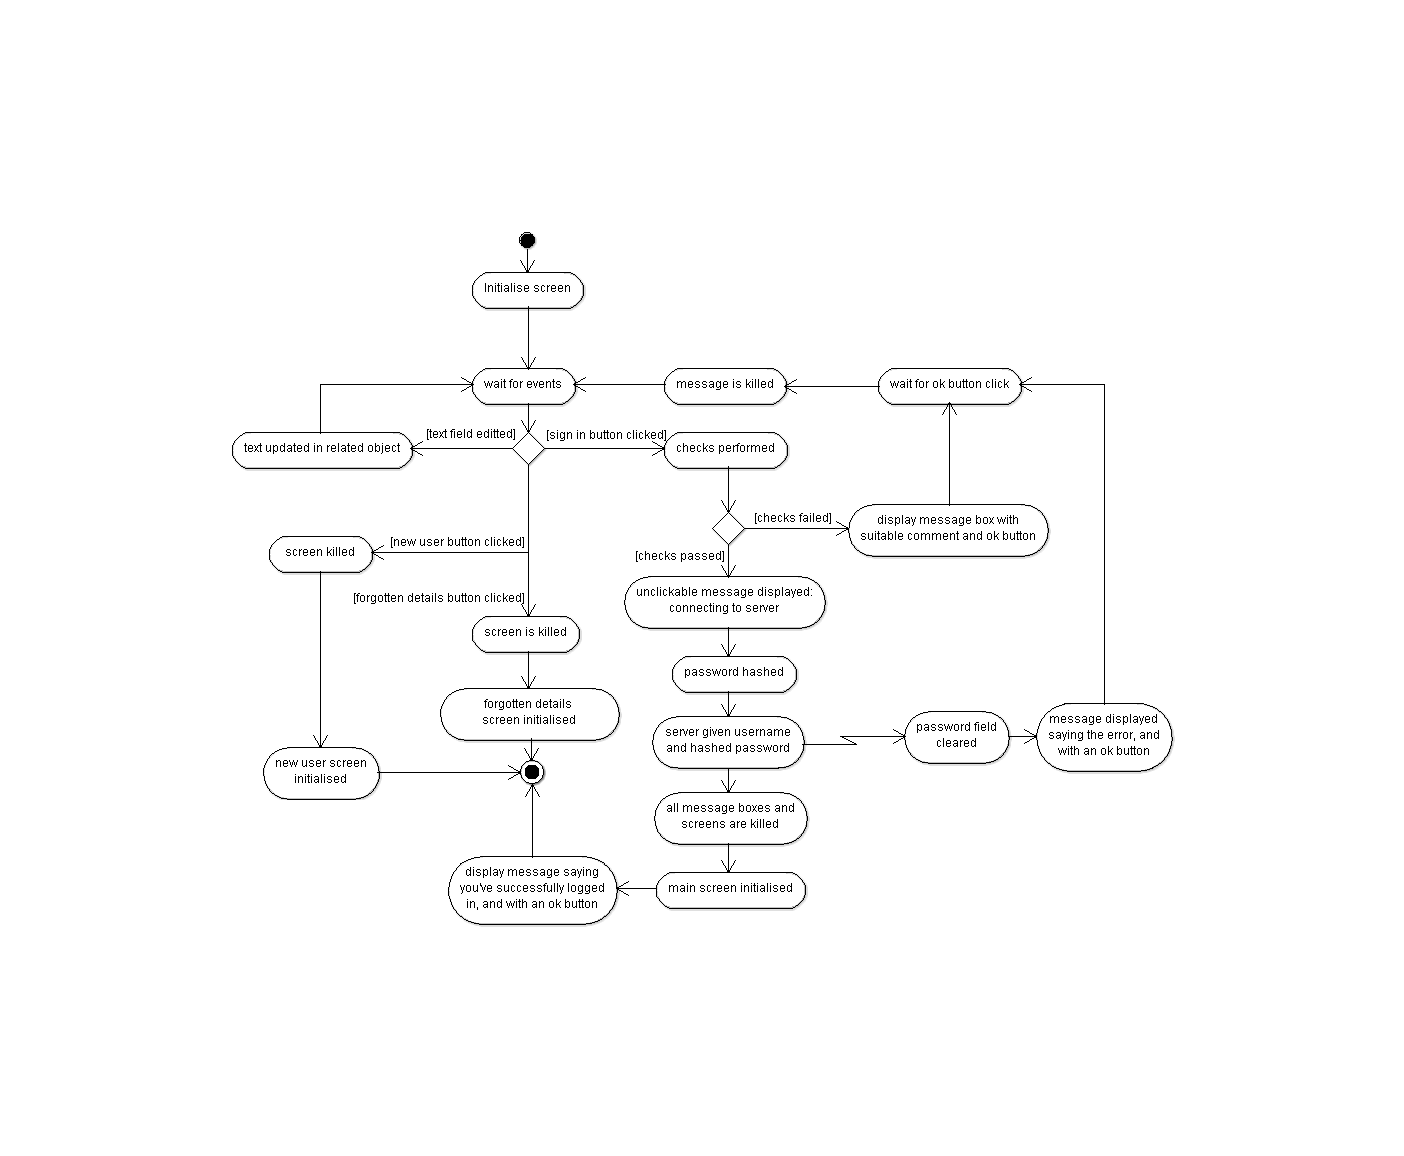 Initialise screen
wait for events
message is killed
wait for ok button click
[text field editted]
[sign in button clicked]
text updated in related object
checks performed
[checks failed]
display message box with
suitable comment and ok button
[new user button clicked]
screen killed
[checks passed]
unclickable message displayed:
connecting to server
[forgotten details button clicked]
screen is killed
password hashed
forgotten details
screen initialised
server given username
and hashed password
password field
cleared
message displayed
saying the error, and
with an ok button
new user screen
initialised
all message boxes and
screens are killed
display message saying
you've successfully logged
in, and with an ok button
main screen initialised